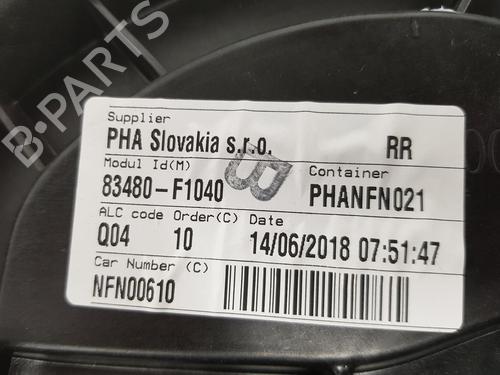 B-PARTS
Supplier
PHA Slovakia s.r.o. RR
Modul Id(M) Container
83480-F1040 PHANFN021
B
ALC code Order(C) Date
Q04 10 14/06/2018 07:51:47
Car Number (C)
NFN00610